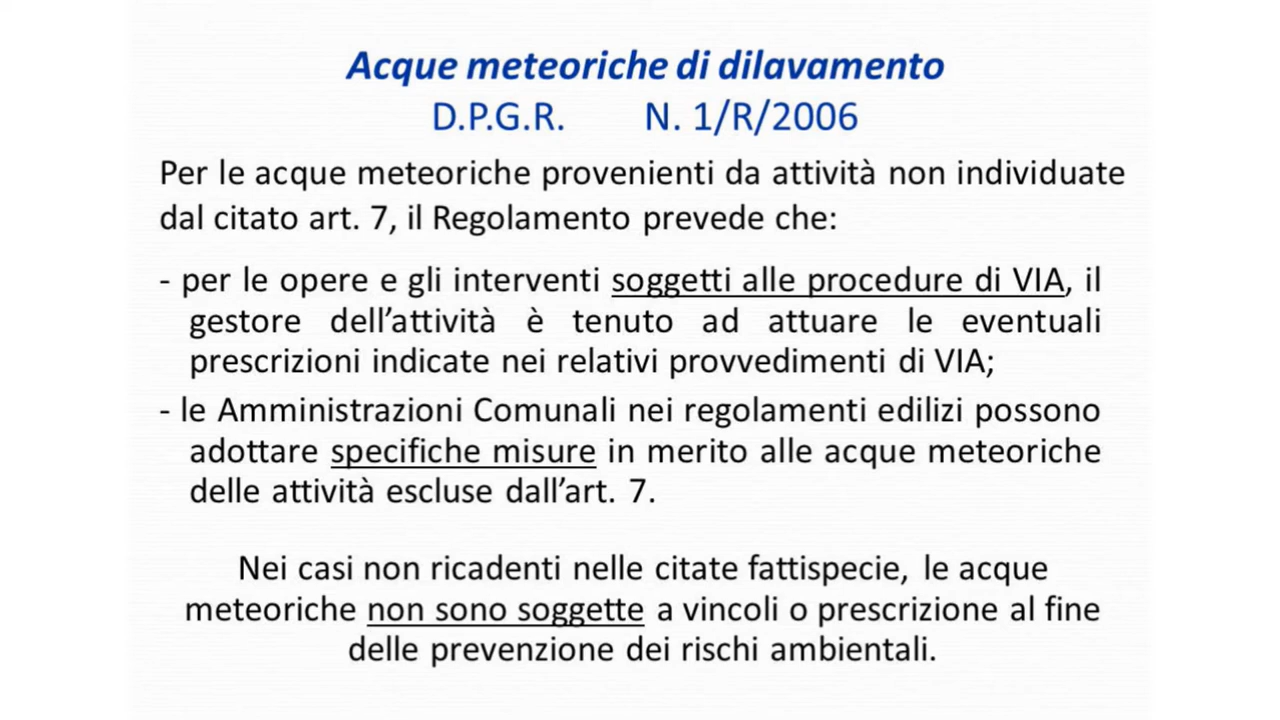 Acque meteoriche di dilavamento
D.P.G.R. N. 1/R/2006
Per le acque meteoriche provenienti da attività non individuate
dal citato art. 7, il Regolamento prevede che:
- per le opere e gli interventi soggetti alle procedure di VIA, il
gestore dell’attività è tenuto ad attuare le eventuali
prescrizioni indicate nei relativi provvedimenti di VIA;
- le Amministrazioni Comunali nei regolamenti edilizi possono
adottare specifiche misure in merito alle acque meteoriche
delle attività escluse dall’art. 7.
Nei casi non ricadenti nelle citate fattispecie, le acque
meteoriche non sono soggette a vincoli o prescrizione al fine
delle prevenzione dei rischi ambientali.